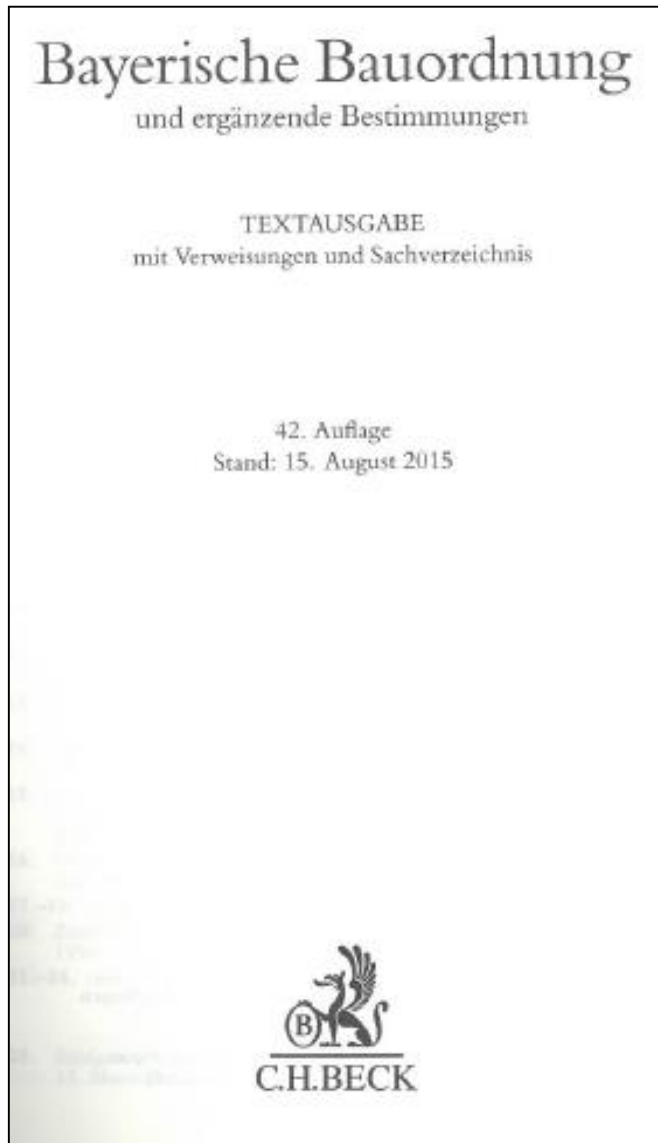 Bayerische Bauordnung
und ergänzende Bestimmungen
TEXTAUSGABE
mit Verweisungen und Sachverzeichnis
42. Auflage
Stand: 15. August 2015
B
C.H.BECK